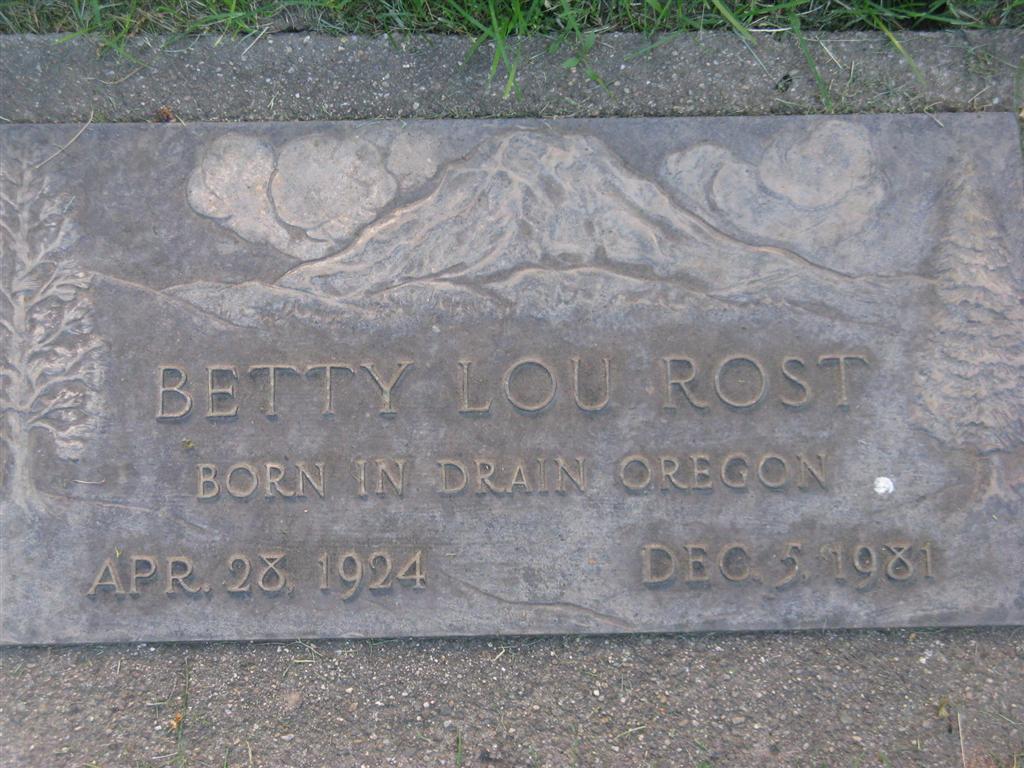 BETTY LOU ROST
BORN IN DRAIN OREGON
APR. 28, 1924 DEC. 5, 1981